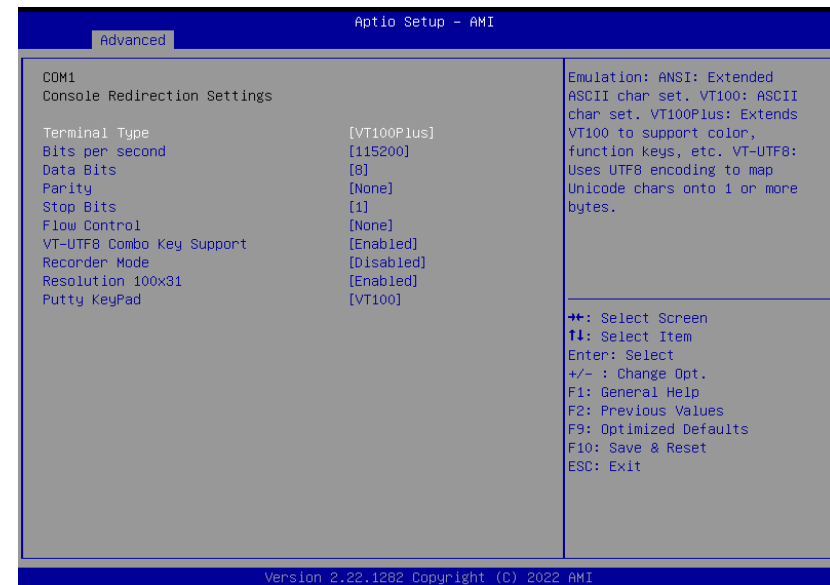 Aptio Setup – AMI
Advanced
COM1
Console Redirection Settings
Terminal Type [VT100Plus]
Bits per second [115200]
Data Bits [8]
Parity [None]
Stop Bits [1]
Flow Control [None]
VT-UTF8 Combo Key Support [Enabled]
Recorder Mode [Disabled]
Resolution 100x31 [Enabled]
Putty KeyPad [VT100]
Emulation: ANSI: Extended
ASCII char set. VT100: ASCII
char set. VT100Plus: Extends
VT100 to support color,
function keys, etc. VT-UTF8:
Uses UTF8 encoding to map
Unicode chars onto 1 or more
bytes.
→←: Select Screen
↑↓: Select Item
Enter: Select
+/- : Change Opt.
F1: General Help
F2: Previous Values
F9: Optimized Defaults
F10: Save & Reset
ESC: Exit
Version 2.22.1282 Copyright (C) 2022 AMI